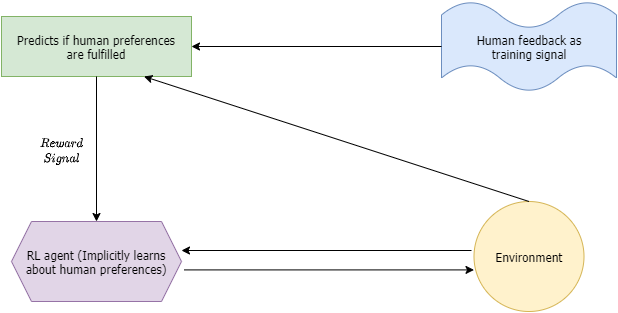 Predicts if human preferences
are fulfilled
Human feedback as
training signal
Reward
Signal
RL agent (Implicitly learns
about human preferences)
Environment